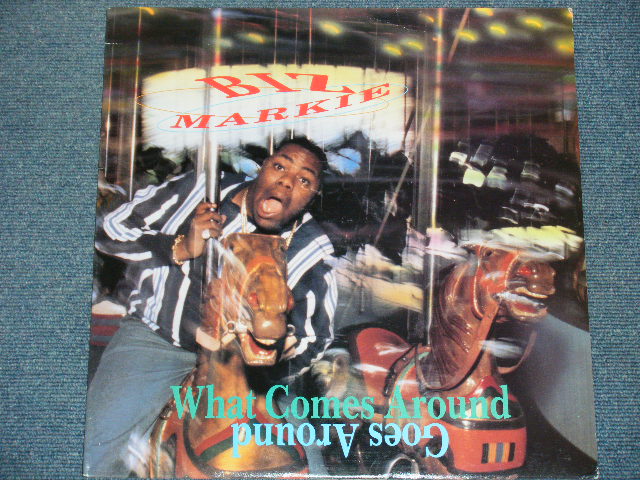 BIZ
MARKIE
What Comes Around
Goes Around